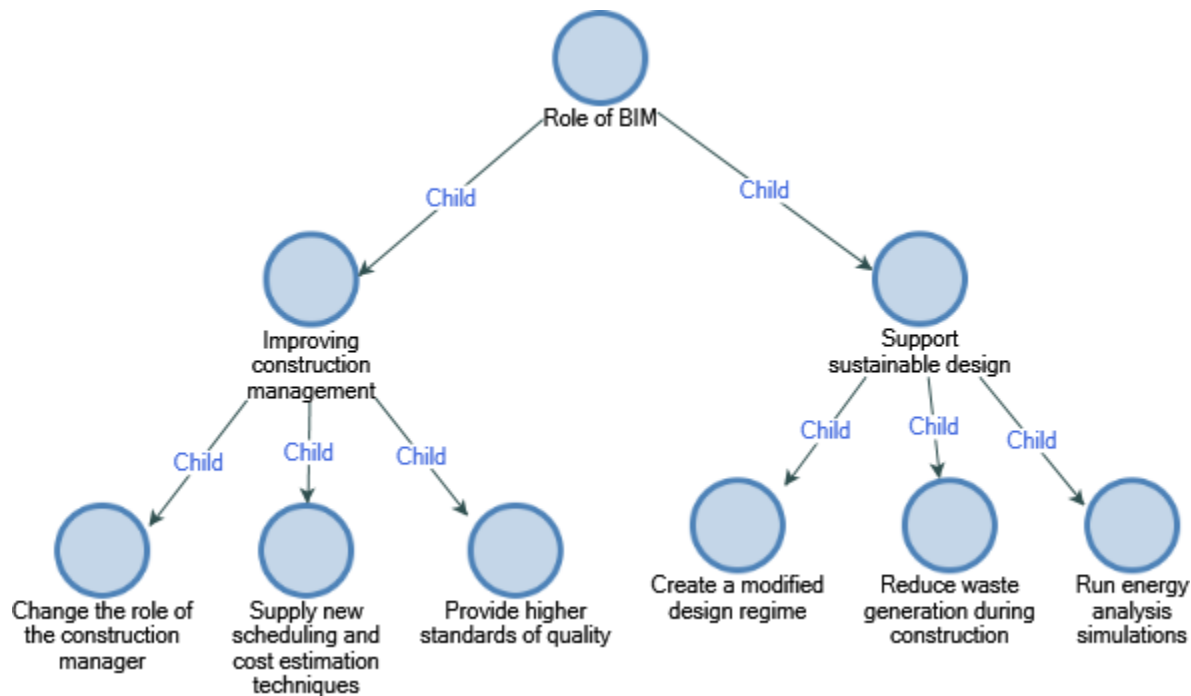 Role of BIM
Child
Child
Improving
construction
management
Support
sustainable design
Child
Child
Child
Child
Child
Child
Change the role of
the construction
manager
Supply new
scheduling and
cost estimation
techniques
Provide higher
standards of quality
Create a modified
design regime
Reduce waste
generation during
construction
Run energy
analysis
simulations